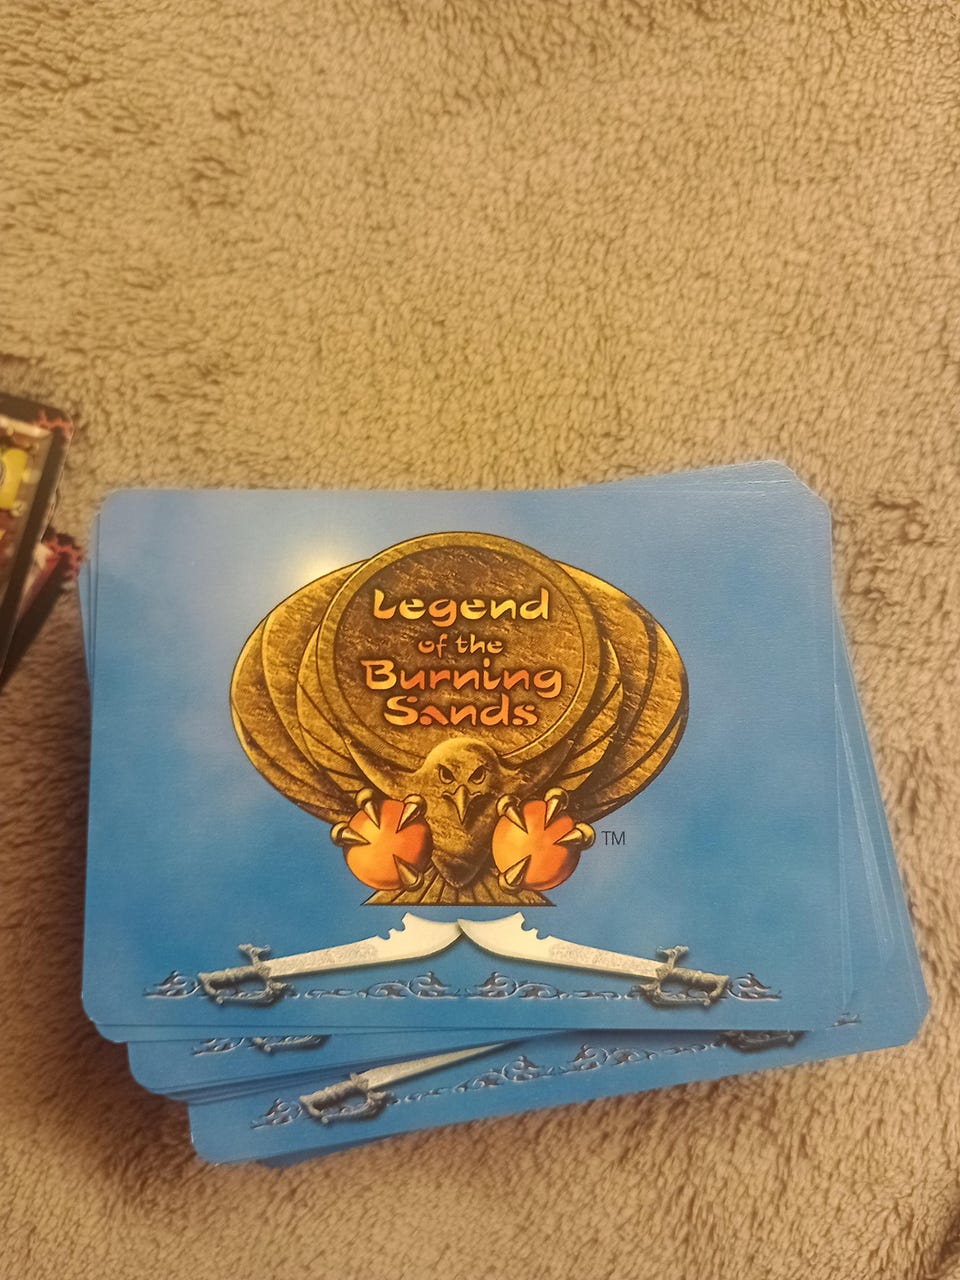 Legend
of the
Burning
Sands
TM